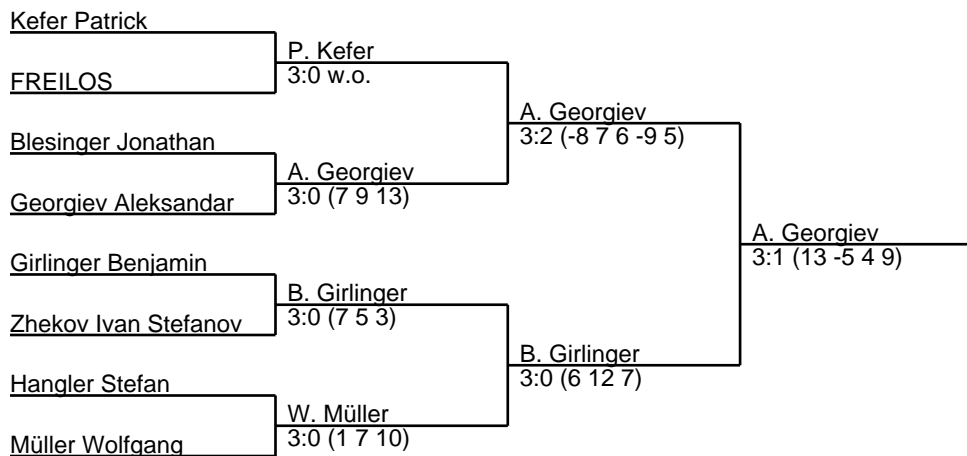 Kefer Patrick
P. Kefer
3:0 w.o.
FREILOS
A. Georgiev
3:2 (-8 7 6 -9 5)
Blesinger Jonathan
A. Georgiev
3:0 (7 9 13)
Georgiev Aleksandar
A. Georgiev
3:1 (13 -5 4 9)
Girlinger Benjamin
B. Girlinger
3:0 (7 5 3)
Zhekov Ivan Stefanov
B. Girlinger
3:0 (6 12 7)
Hangler Stefan
W. Müller
3:0 (1 7 10)
Müller Wolfgang